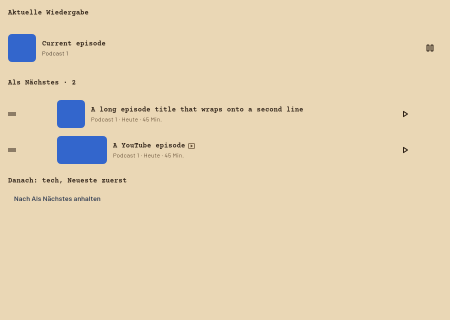 Aktuelle Wiedergabe
Current episode
Podcast 1
Als Nächstes · 2
A long episode title that wraps onto a second line
Podcast 1 · Heute · 45 Min.
A YouTube episode
Podcast 1 · Heute · 45 Min.
Danach: tech, Neueste zuerst
Nach Als Nächstes anhalten